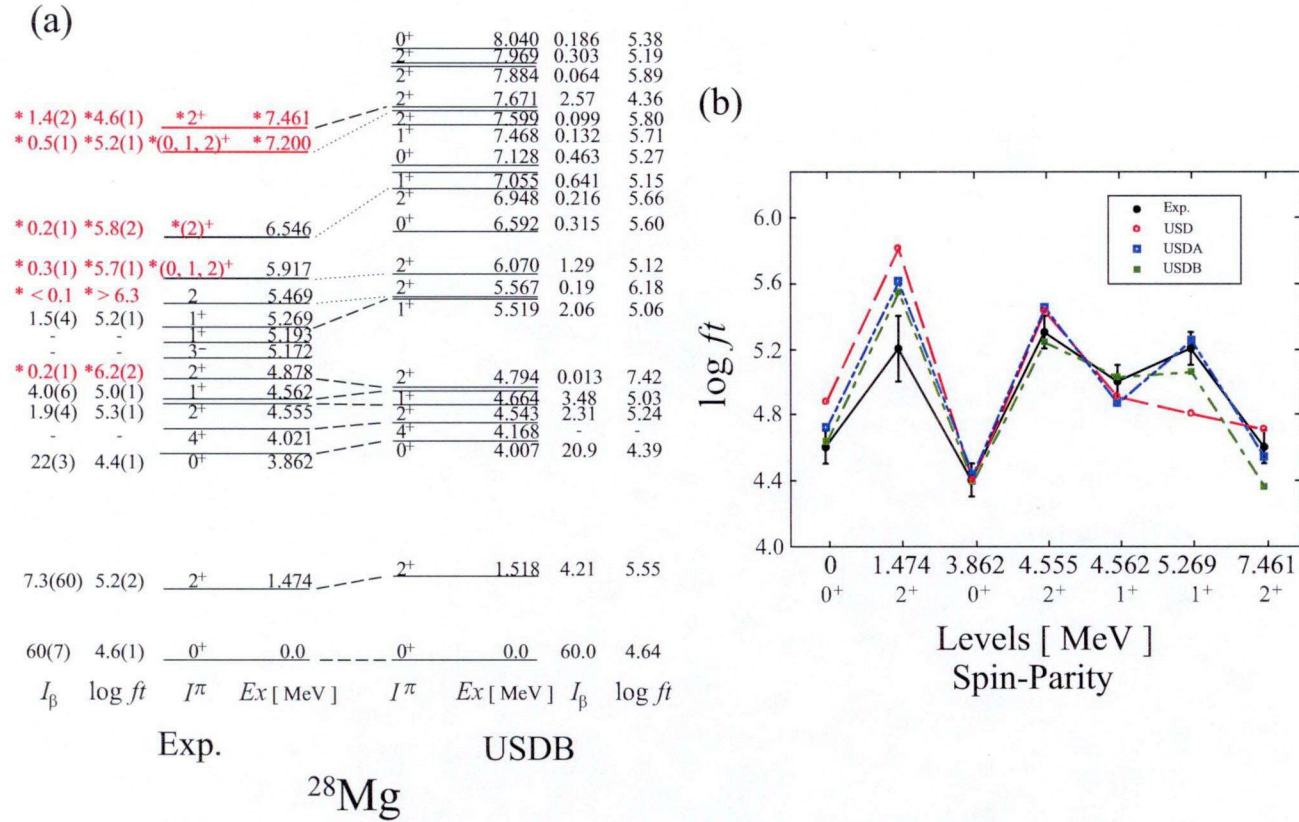 (a)
0⁺ 8.040 0.186 5.38
2⁺ 7.969 0.303 5.19
2⁺ 7.884 0.064 5.89
*1.4(2) *4.6(1) *2⁺ *7.461
2⁺ 7.671 2.57 4.36
2⁺ 7.599 0.099 5.80
*0.5(1) *5.2(1) *(0, 1, 2)⁺ *7.200
1⁺ 7.468 0.132 5.71
0⁺ 7.128 0.463 5.27
1⁺ 7.055 0.641 5.15
2⁺ 6.948 0.216 5.66
*0.2(1) *5.8(2) *(2)⁺ 6.546
0⁺ 6.592 0.315 5.60
*0.3(1) *5.7(1) *(0, 1, 2)⁺ 5.917
2⁺ 6.070 1.29 5.12
* < 0.1 * > 6.3 2 5.469
2⁺ 5.567 0.19 6.18
1.5(4) 5.2(1) 1⁺ 5.269
1⁺ 5.519 2.06 5.06
- - 1⁺ 5.193
- - 3⁻ 5.172
*0.2(1) *6.2(2) 2⁺ 4.878
2⁺ 4.794 0.013 7.42
4.0(6) 5.0(1) 1⁺ 4.562
1⁺ 4.664 3.48 5.03
1.9(4) 5.3(1) 2⁺ 4.555
2⁺ 4.543 2.31 5.24
- - 4⁺ 4.021
4⁺ 4.168 - -
22(3) 4.4(1) 0⁺ 3.862
0⁺ 4.007 20.9 4.39
7.3(60) 5.2(2) 2⁺ 1.474
2⁺ 1.518 4.21 5.55
60(7) 4.6(1) 0⁺ 0.0
0⁺ 0.0 60.0 4.64
Iβ log ft Iπ Ex [ MeV ]
Iπ Ex [ MeV ] Iβ log ft
Exp.
USDB
²⁸Mg
(b)
Exp.
USD
USDA
USDB
log ft
6.0
5.6
5.2
4.8
4.4
4.0
0 1.474 3.862 4.555 4.562 5.269 7.461
0⁺ 2⁺ 0⁺ 2⁺ 1⁺ 1⁺ 2⁺
Levels [ MeV ]
Spin-Parity